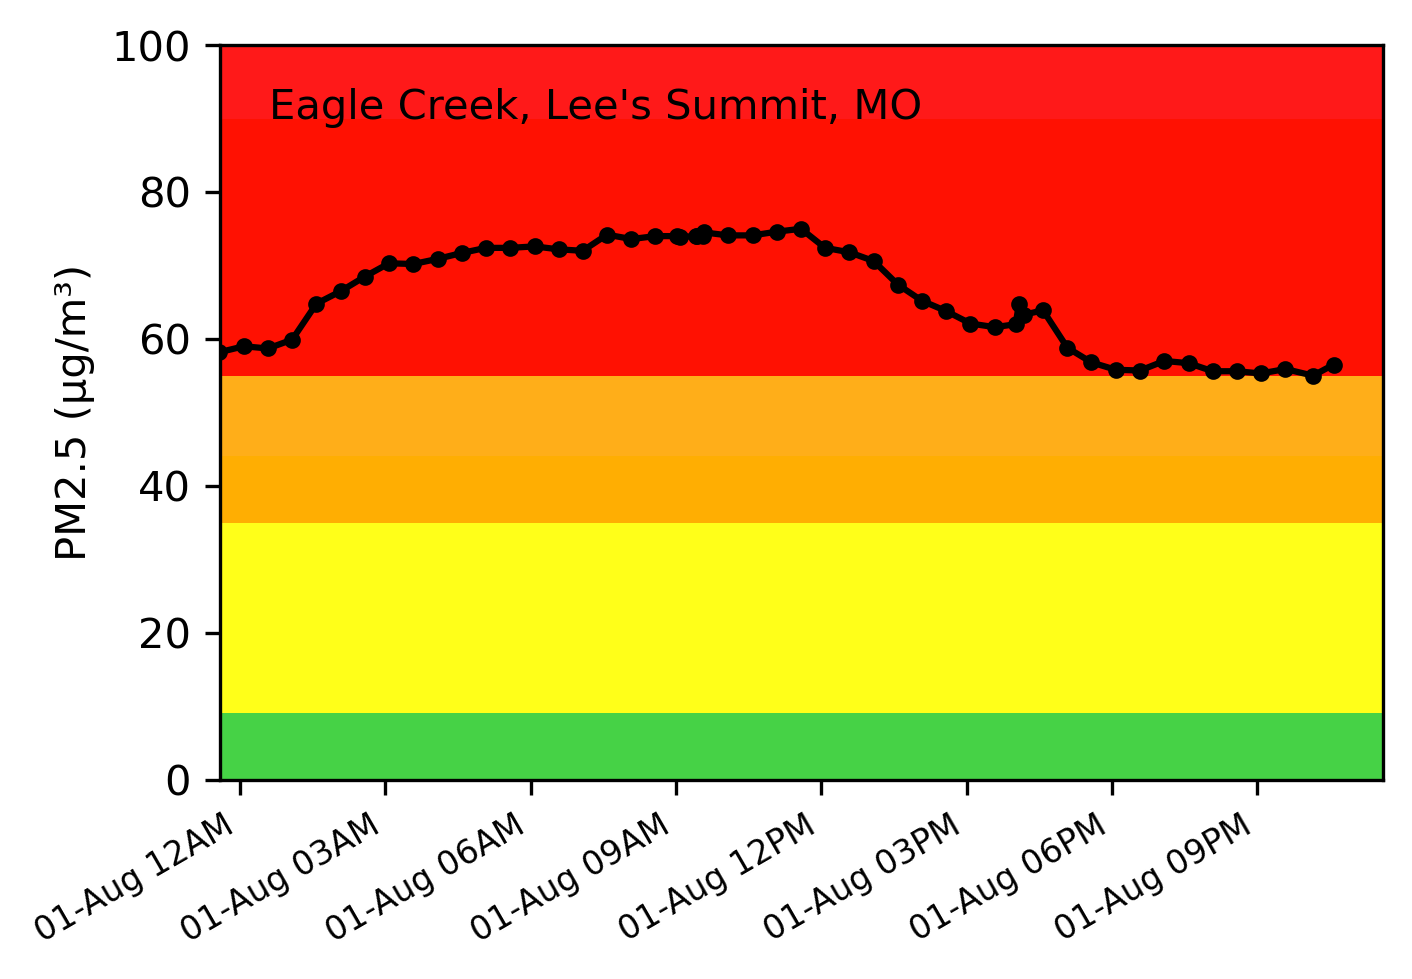 Eagle Creek, Lee's Summit, MO
PM2.5 (µg/m³)
100
80
60
40
20
0
01-Aug 12AM
01-Aug 03AM
01-Aug 06AM
01-Aug 09AM
01-Aug 12PM
01-Aug 03PM
01-Aug 06PM
01-Aug 09PM